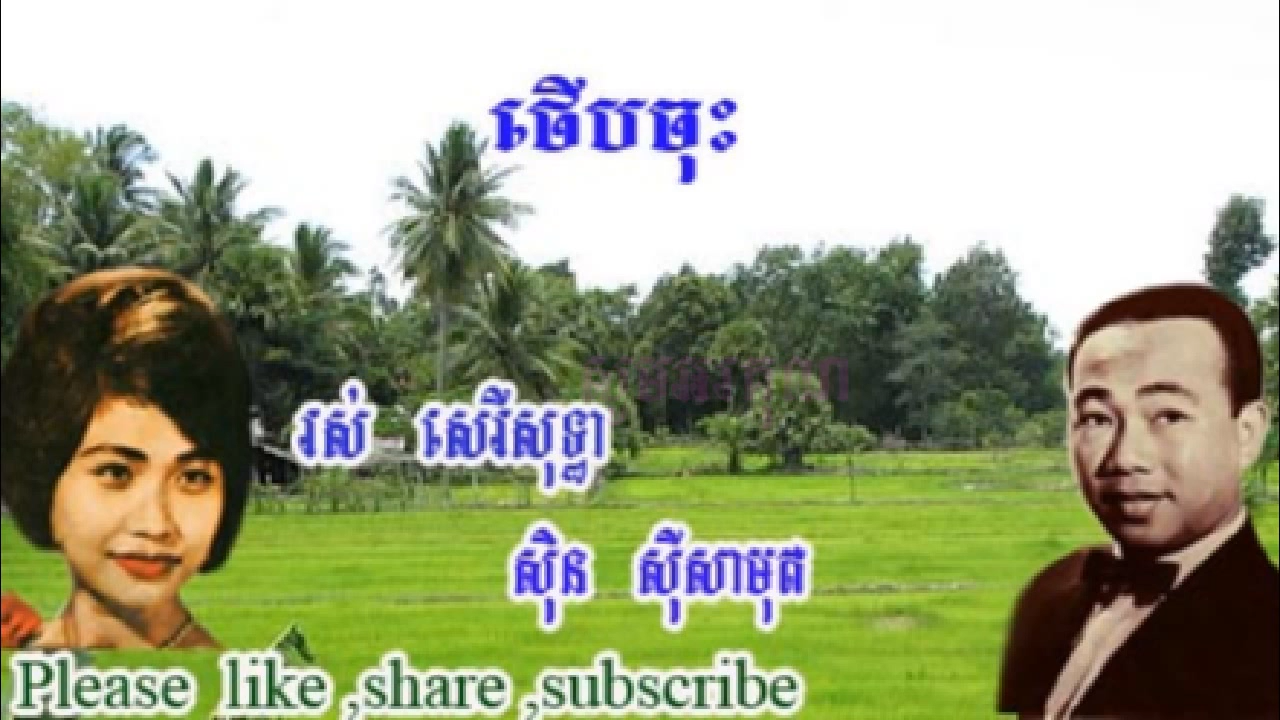 ថើបចុះ
រស់ សេរីសុទ្ធា
ស៊ិន ស៊ីសាមុត
Please like ,share ,subscribe